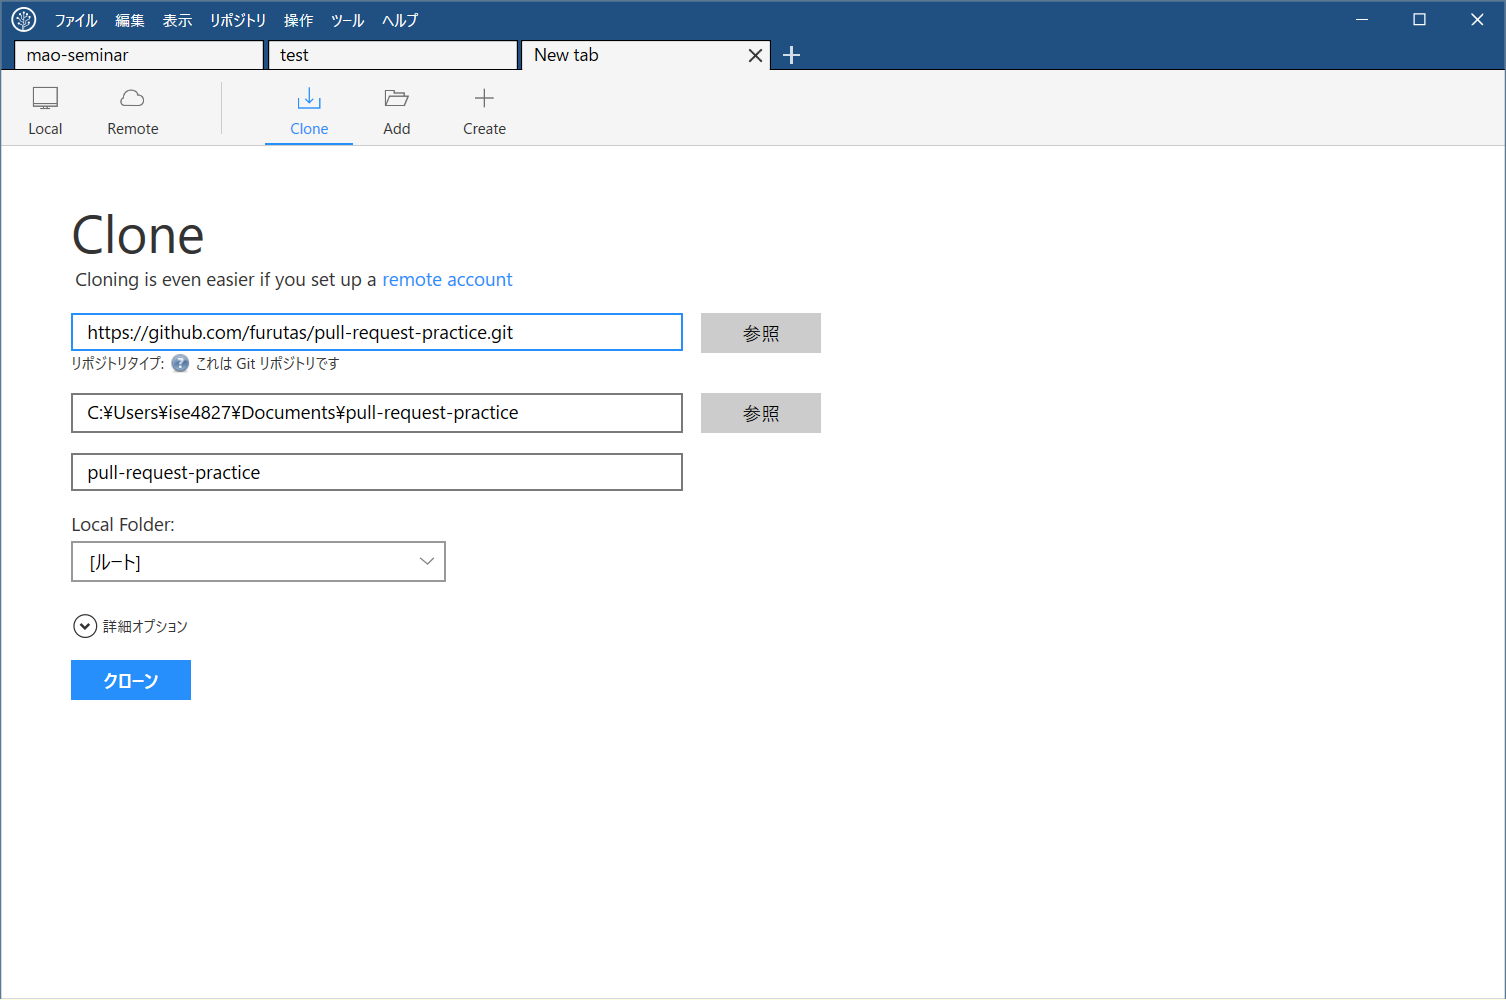 ファイル 編集 表示 リポジトリ 操作 ツール ヘルプ
mao-seminar test New tab
Local Remote Clone Add Create
Clone
Cloning is even easier if you set up a remote account
https://github.com/furutas/pull-request-practice.git 参照
リポジトリタイプ: ? これは Git リポジトリです
C:¥Users¥ise4827¥Documents¥pull-request-practice 参照
pull-request-practice
Local Folder:
[ルート]
詳細オプション
クローン